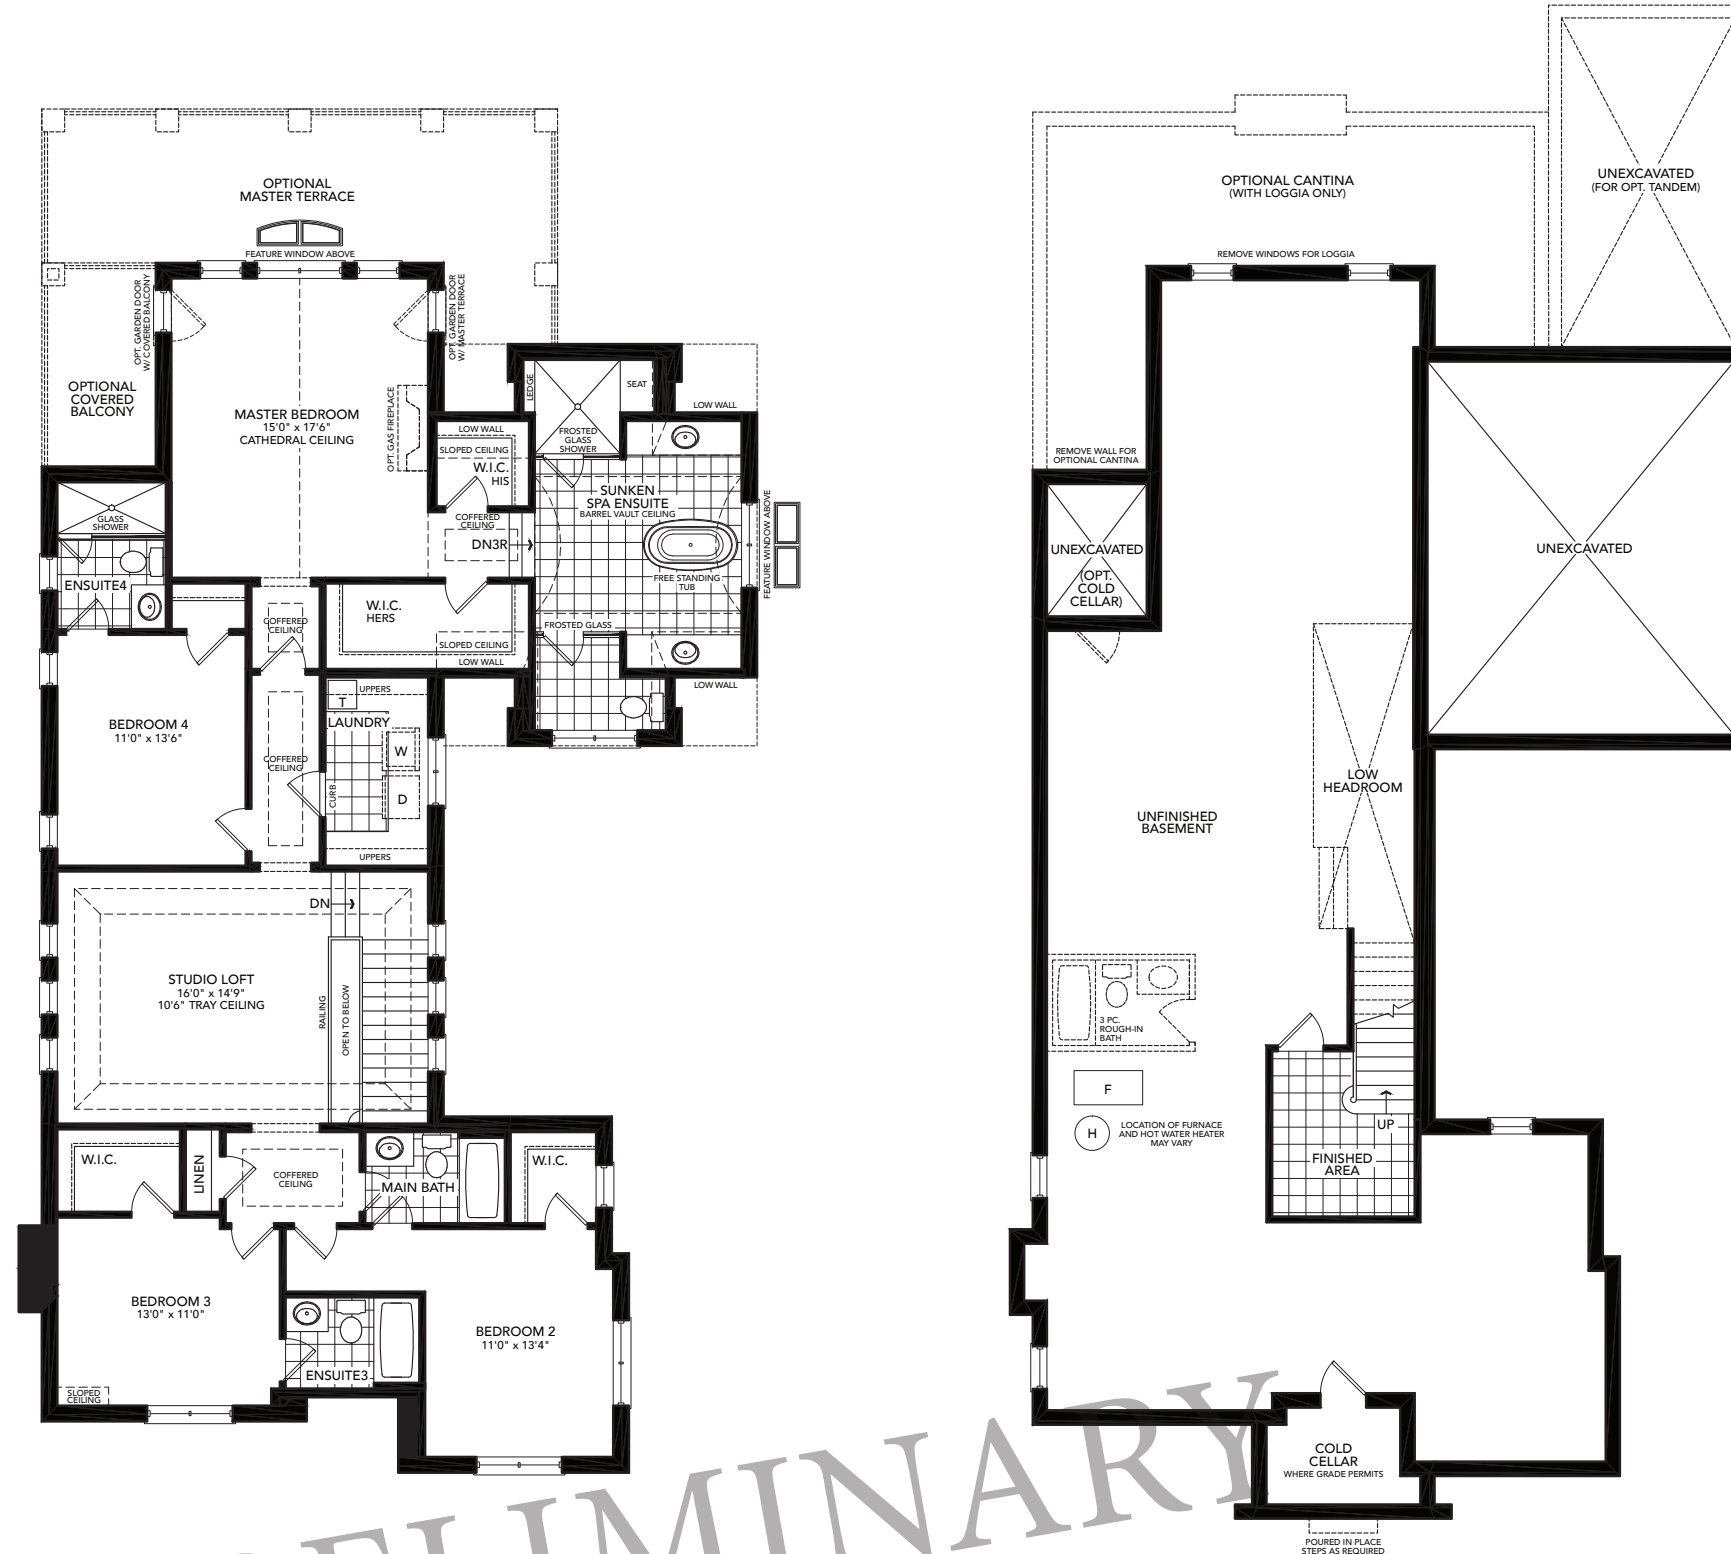 OPTIONAL
MASTER TERRACE
FEATURE WINDOW ABOVE
OPT. GARDEN DOOR
W/ COVERED BALCONY
OPT. GARDEN DOOR
W/ MASTER TERRACE
OPTIONAL
COVERED
BALCONY
MASTER BEDROOM
15'0" x 17'6"
CATHEDRAL CEILING
OPT. GAS FIREPLACE
LEDGE
SEAT
LOW WALL
FROSTED
GLASS
SHOWER
LOW WALL
SLOPED CEILING
W.I.C.
HIS
COFFERED
CEILING
DN3R
SUNKEN
SPA ENSUITE
BARREL VAULT CEILING
FREE STANDING
TUB
FEATURE WINDOW ABOVE
GLASS
SHOWER
ENSUITE4
COFFERED
CEILING
W.I.C.
HERS
SLOPED CEILING
LOW WALL
FROSTED GLASS
LOW WALL
BEDROOM 4
11'0" x 13'6"
COFFERED
CEILING
UPPERS
T
LAUNDRY
W
D
CURB
UPPERS
DN
STUDIO LOFT
16'0" x 14'9"
10'6" TRAY CEILING
RAILING
OPEN TO BELOW
W.I.C.
LINEN
COFFERED
CEILING
MAIN BATH
W.I.C.
BEDROOM 3
13'0" x 11'0"
SLOPED
CEILING
ENSUITE3
BEDROOM 2
11'0" x 13'4"
OPTIONAL CANTINA
(WITH LOGGIA ONLY)
UNEXCAVATED
(FOR OPT. TANDEM)
REMOVE WINDOWS FOR LOGGIA
REMOVE WALL FOR
OPTIONAL CANTINA
UNEXCAVATED
(OPT.
COLD
CELLAR)
UNEXCAVATED
LOW
HEADROOM
UNFINISHED
BASEMENT
3 PC.
ROUGH-IN
BATH
F
H
LOCATION OF FURNACE
AND HOT WATER HEATER
MAY VARY
UP
FINISHED
AREA
COLD
CELLAR
WHERE GRADE PERMITS
POURED IN PLACE
STEPS AS REQUIRED